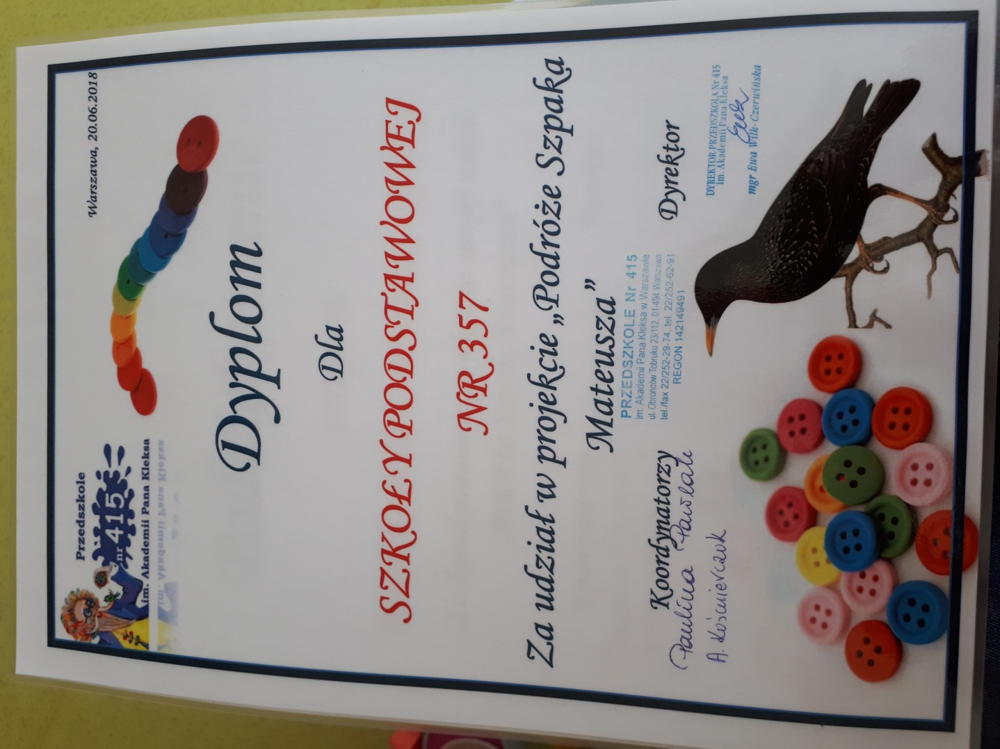 Przedszkole
nr 415
im. Akademii Pana Kleksa
Warszawa, 20.06.2018
Dyplom
Dla
SZKOŁY PODSTAWOWEJ
NR 357
Za udział w projekcie „Podróże Szpaka
Mateusza”
PRZEDSZKOLE Nr 415
im. Akademii Pana Kleksa w Warszawie
ul. Obrońców Tobruku 23/112, 01-494 Warszawa
tel./fax 22/252-29-74, tel. 22/252-62-91
REGON 142149491
Koordynatorzy
Paulina Pawlak
A. Kośmierczuk
Dyrektor
DYREKTOR PRZEDSZKOLA Nr 415
im. Akademii Pana Kleksa
mgr Ewa Wilk- Czerwińska